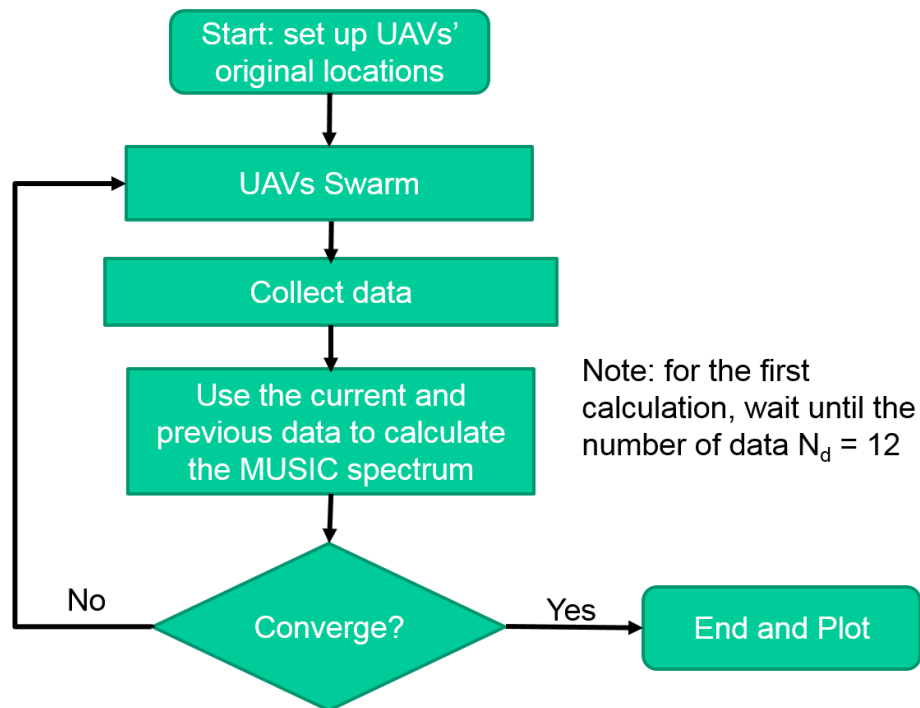 Start: set up UAVs'
original locations
UAVs Swarm
Collect data
Use the current and
previous data to calculate
the MUSIC spectrum
Note: for the first
calculation, wait until the
number of data N_d = 12
No
Converge?
Yes
End and Plot